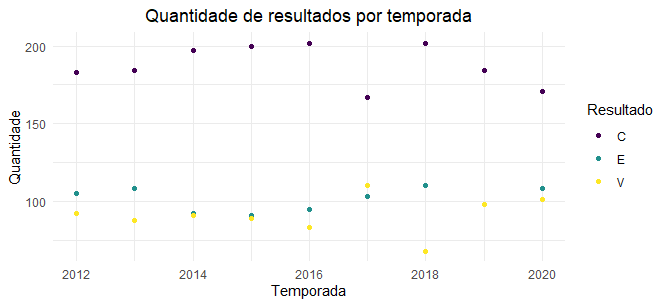 Quantidade de resultados por temporada
Quantidade
200
150
100
2012
2014
2016
2018
2020
Temporada
Resultado
C
E
V